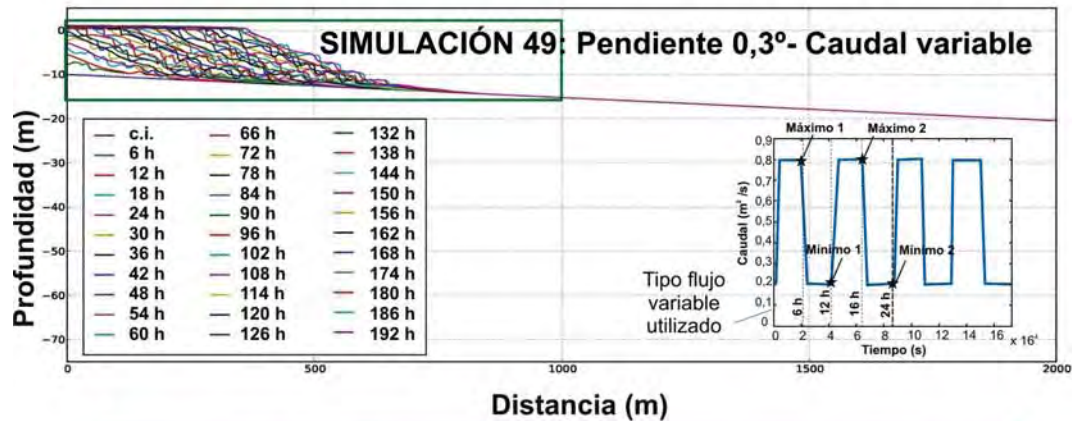 SIMULACIÓN 49: Pendiente 0,3º- Caudal variable
Profundidad (m)
0
−10
−20
−30
−40
−50
−60
−70
c.i.
6 h
12 h
18 h
24 h
30 h
36 h
42 h
48 h
54 h
60 h
66 h
72 h
78 h
84 h
90 h
96 h
102 h
108 h
114 h
120 h
126 h
132 h
138 h
144 h
150 h
156 h
162 h
168 h
174 h
180 h
186 h
192 h
Tipo flujo
variable
utilizado
Caudal (m²/s)
0,9
0,8
0,7
0,6
0,5
0,4
0,3
0,2
0,1
0
Máximo 1
Máximo 2
Mínimo 1
Mínimo 2
6 h
12 h
16 h
24 h
0 2 4 6 8 10 12 14 16
x 16⁴
Tiempo (s)
0 500 1000 1500 2000
Distancia (m)